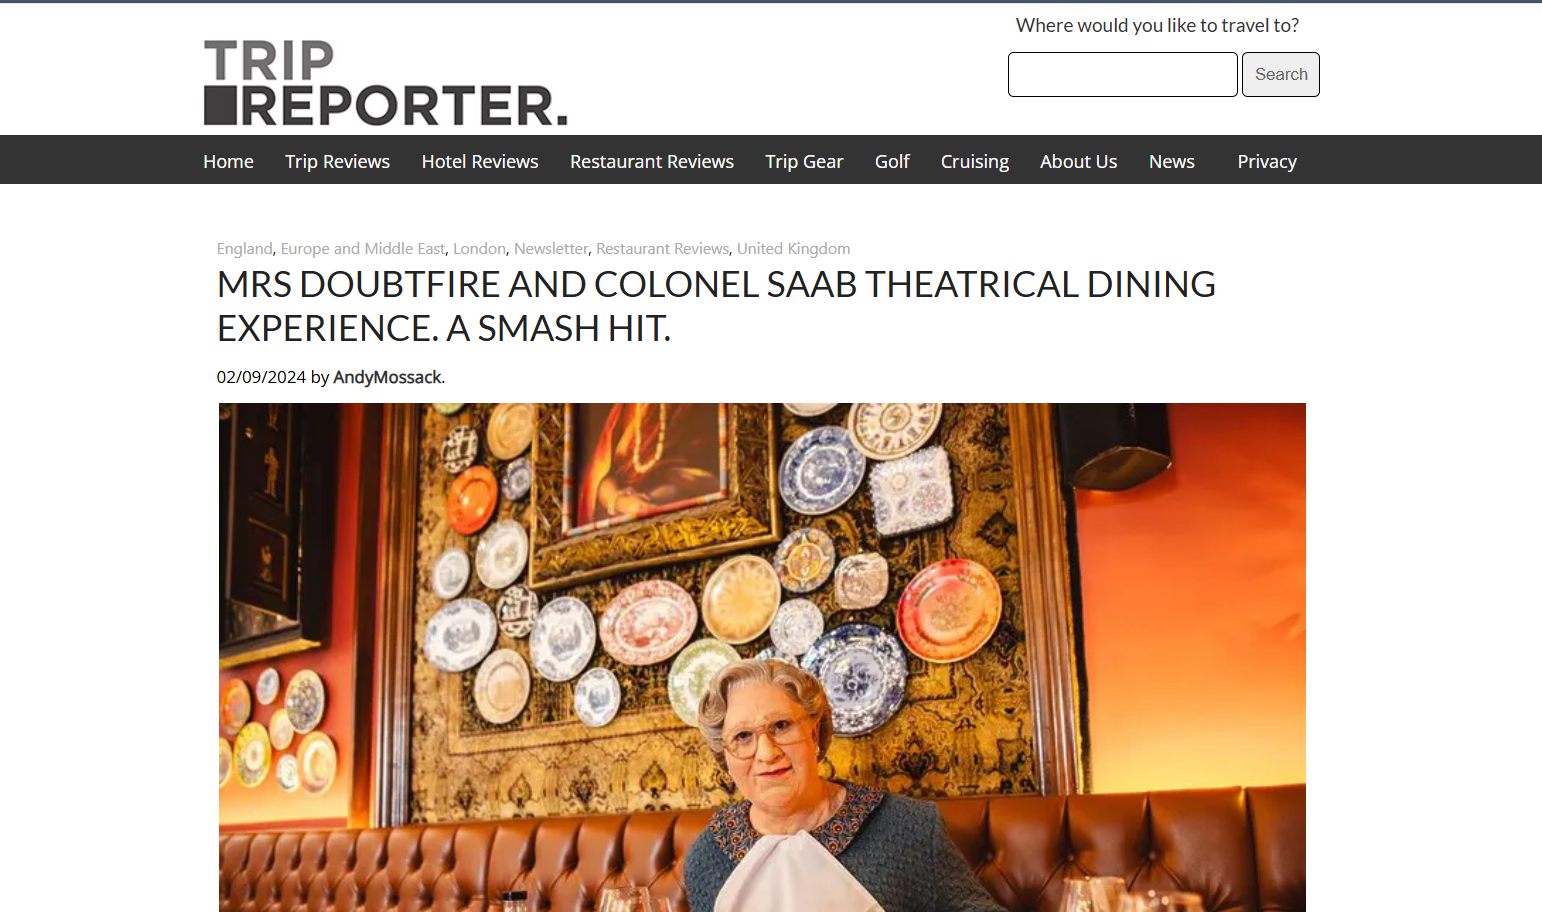 Where would you like to travel to?
TRIP
REPORTER.
Search
Home Trip Reviews Hotel Reviews Restaurant Reviews Trip Gear Golf Cruising About Us News Privacy
England, Europe and Middle East, London, Newsletter, Restaurant Reviews, United Kingdom
MRS DOUBTFIRE AND COLONEL SAAB THEATRICAL DINING
EXPERIENCE. A SMASH HIT.
02/09/2024 by AndyMossack.